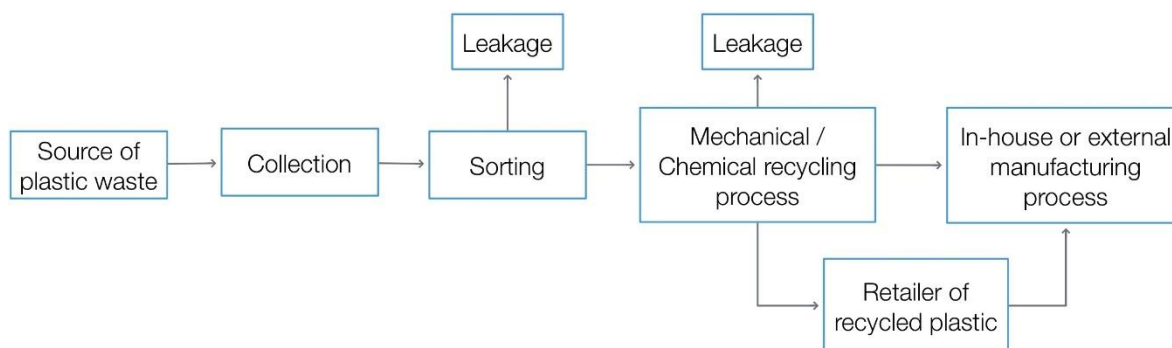 Leakage
Leakage
Source of
plastic waste
Collection
Sorting
Mechanical /
Chemical recycling
process
In-house or external
manufacturing
process
Retailer of
recycled plastic